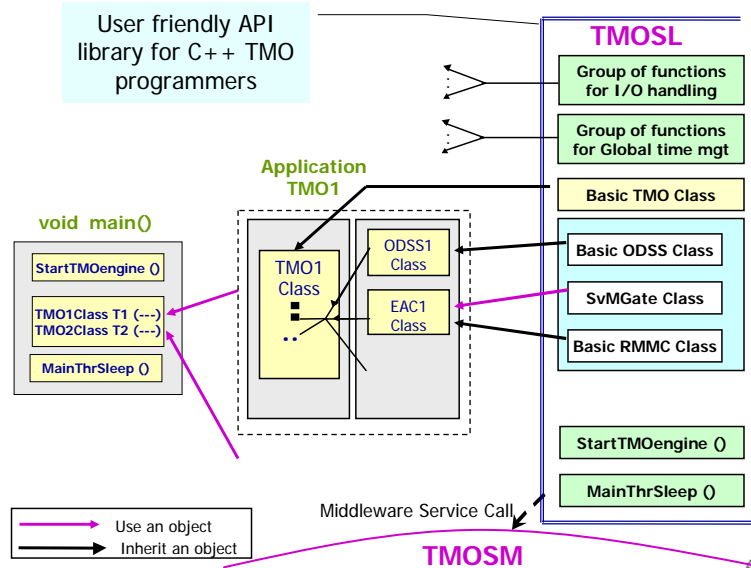 User friendly API
library for C++ TMO
programmers
TMOSL
Group of functions
for I/O handling
Group of functions
for Global time mgt
Basic TMO Class
Application
TMO1
void main()
StartTMOengine ()
TMO1Class T1 (---)
TMO2Class T2 (---)
MainThrSleep ()
TMO1
Class
ODSS1
Class
EAC1
Class
Basic ODSS Class
SvMGate Class
Basic RMMC Class
StartTMOengine ()
MainThrSleep ()
Middleware Service Call
Use an object
Inherit an object
TMOSM